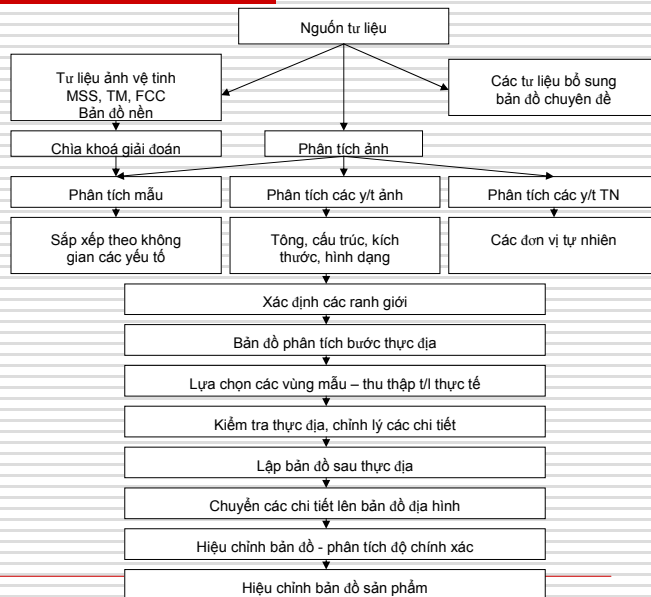 Nguồn tư liệu
Tư liệu ảnh vệ tinh
MSS, TM, FCC
Bản đồ nền
Các tư liệu bổ sung
bản đồ chuyên đề
Chìa khoá giải đoán
Phân tích ảnh
Phân tích mẫu
Phân tích các y/t ảnh
Phân tích các y/t TN
Sắp xếp theo không
gian các yếu tố
Tông, cấu trúc, kích
thước, hình dạng
Các đơn vị tự nhiên
Xác định các ranh giới
Bản đồ phân tích bước thực địa
Lựa chọn các vùng mẫu – thu thập t/l thực tế
Kiểm tra thực địa, chỉnh lý các chi tiết
Lập bản đồ sau thực địa
Chuyển các chi tiết lên bản đồ địa hình
Hiệu chỉnh bản đồ - phân tích độ chính xác
Hiệu chỉnh bản đồ sản phẩm